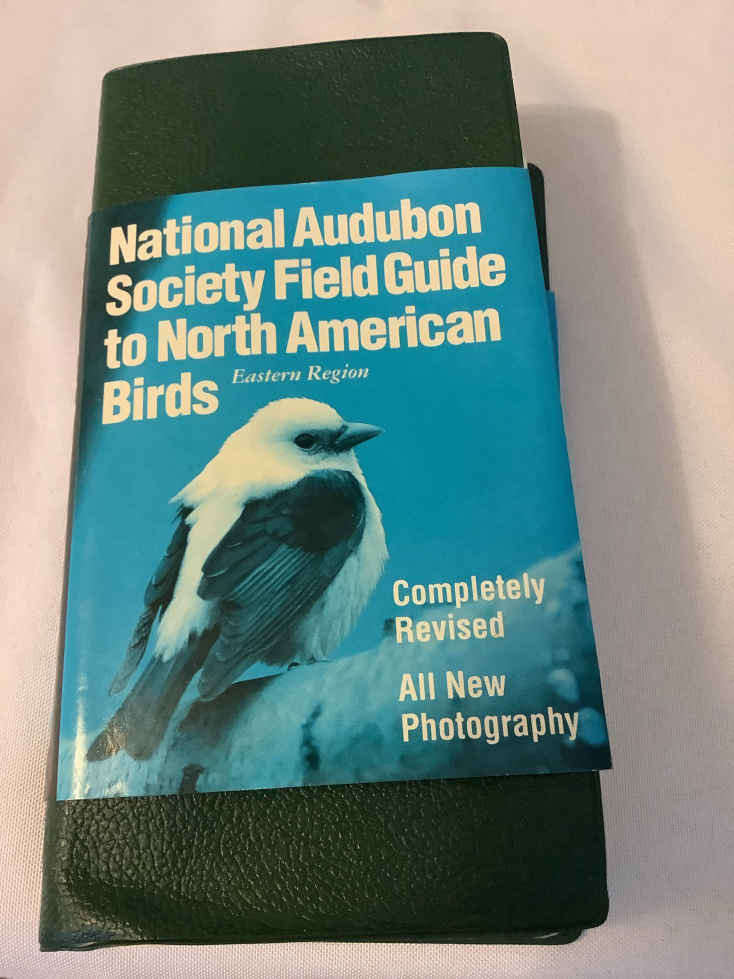 National Audubon
Society Field Guide
to North American
Birds Eastern Region
Completely
Revised
All New
Photography